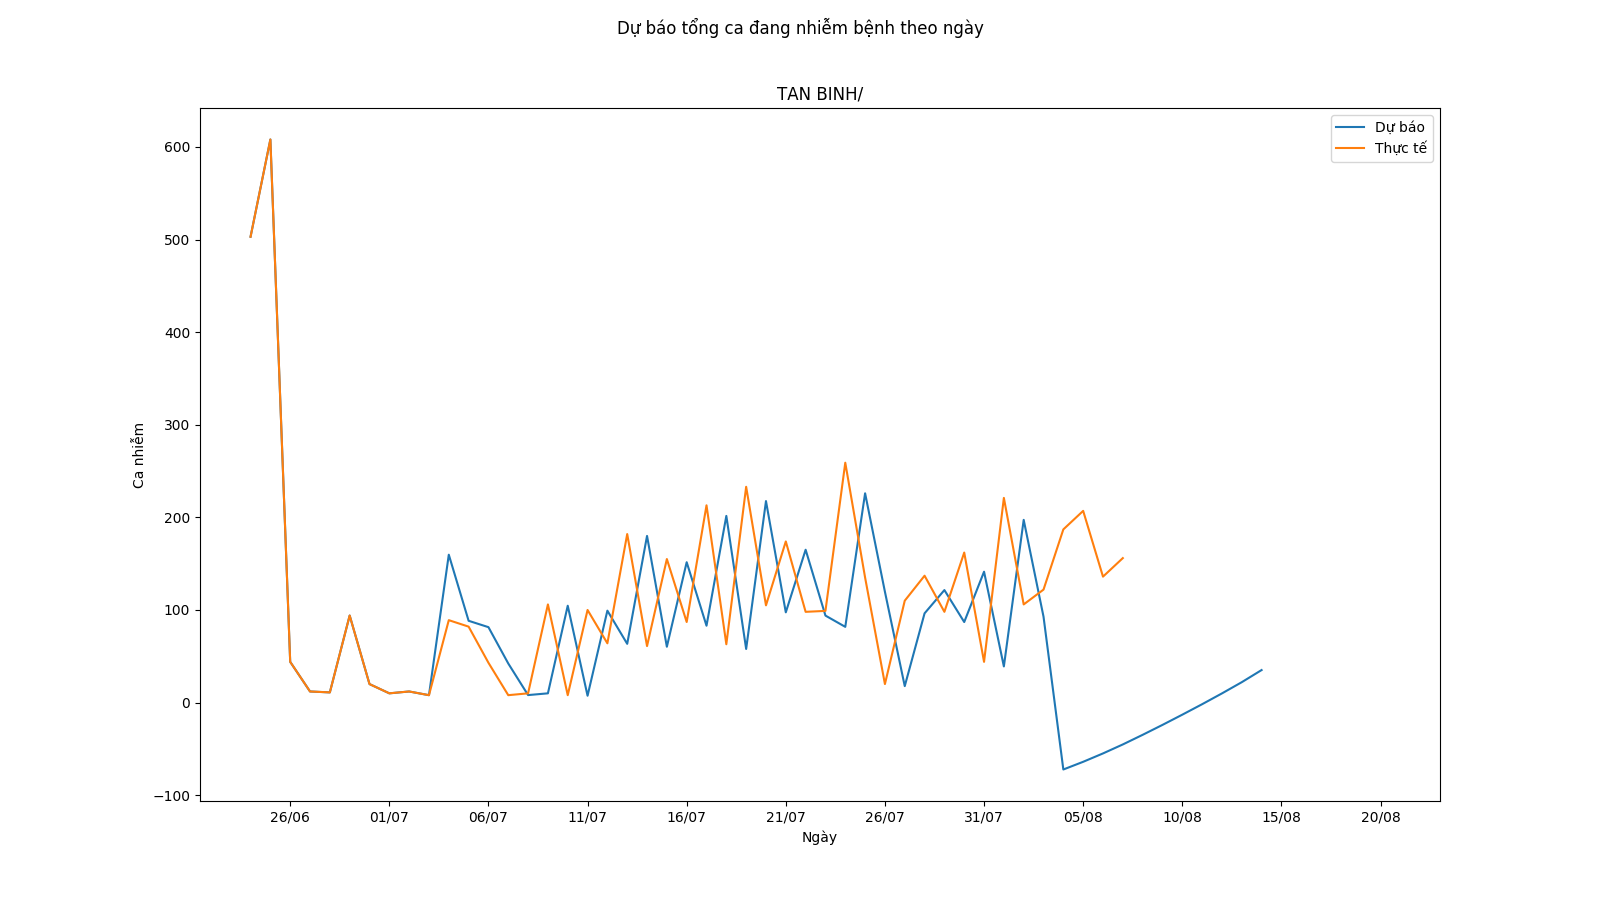 Dự báo tổng ca đang nhiễm bệnh theo ngày
TAN BINH/
Dự báo
Thực tế
600
500
400
300
200
100
0
−100
Ca nhiễm
26/06 01/07 06/07 11/07 16/07 21/07 26/07 31/07 05/08 10/08 15/08 20/08
Ngày